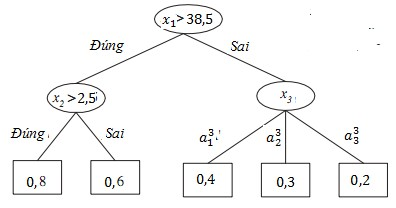 x₁ > 38,5
Đúng
Sai
x₂ > 2,5
x₃
Đúng
Sai
a₁³
a₂³
a₃³
0,8
0,6
0,4
0,3
0,2